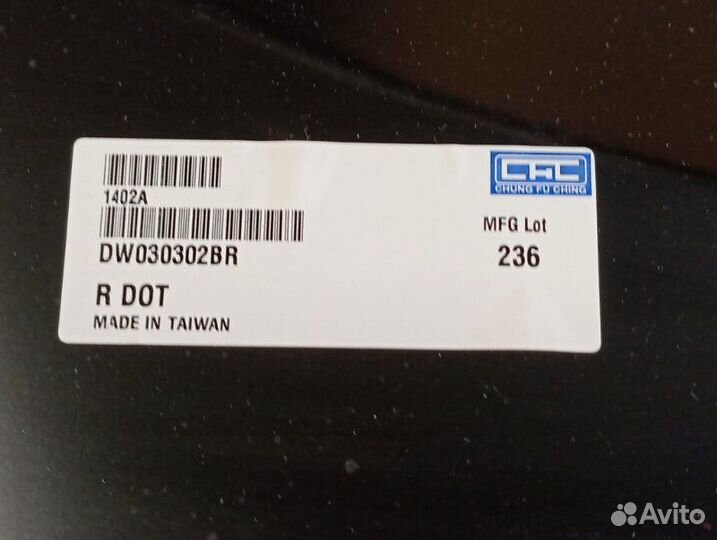 1402A
DW030302BR
R DOT
MADE IN TAIWAN
CFC
CHUNG FU CHING
MFG Lot
236
Avito